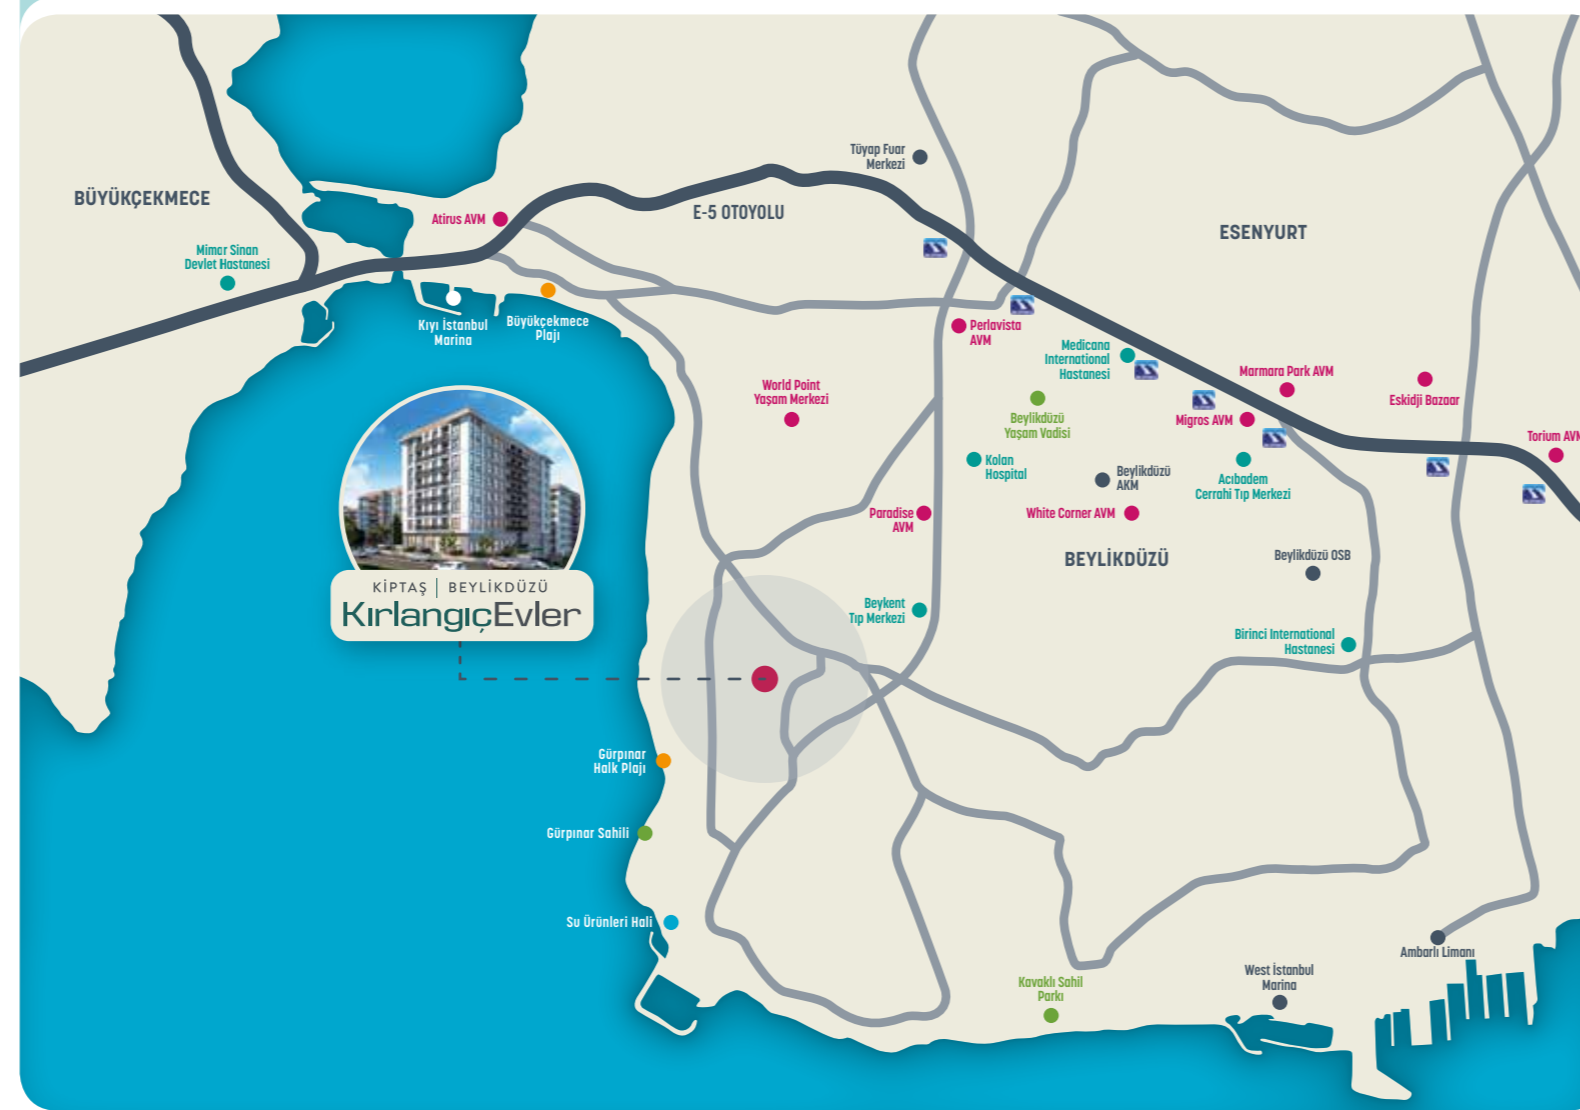 Tüyap Fuar
Merkezi
BÜYÜKÇEKMECE
Atirus AVM
E-5 OTOYOLU
ESENYURT
Mimar Sinan
Devlet Hastanesi
Kıyı İstanbul
Marina
Büyükçekmece
Plajı
Perlavista
AVM
Medicana
International
Hastanesi
Marmara Park AVM
Eskidji Bazaar
World Point
Yaşam Merkezi
Beylikdüzü
Yaşam Vadisi
Migros AVM
Torium AVM
Kolan
Hospital
Beylikdüzü
AKM
Acıbadem
Cerrahi Tıp Merkezi
Paradise
AVM
White Corner AVM
BEYLİKDÜZÜ
Beylikdüzü OSB
KİPTAŞ | BEYLİKDÜZÜ
KırlangıçEvler
Beykent
Tıp Merkezi
Birinci International
Hastanesi
Gürpınar
Halk Plajı
Gürpınar Sahili
Su Ürünleri Hali
Ambarlı Limanı
West İstanbul
Marina
Kavaklı Sahil
Parkı